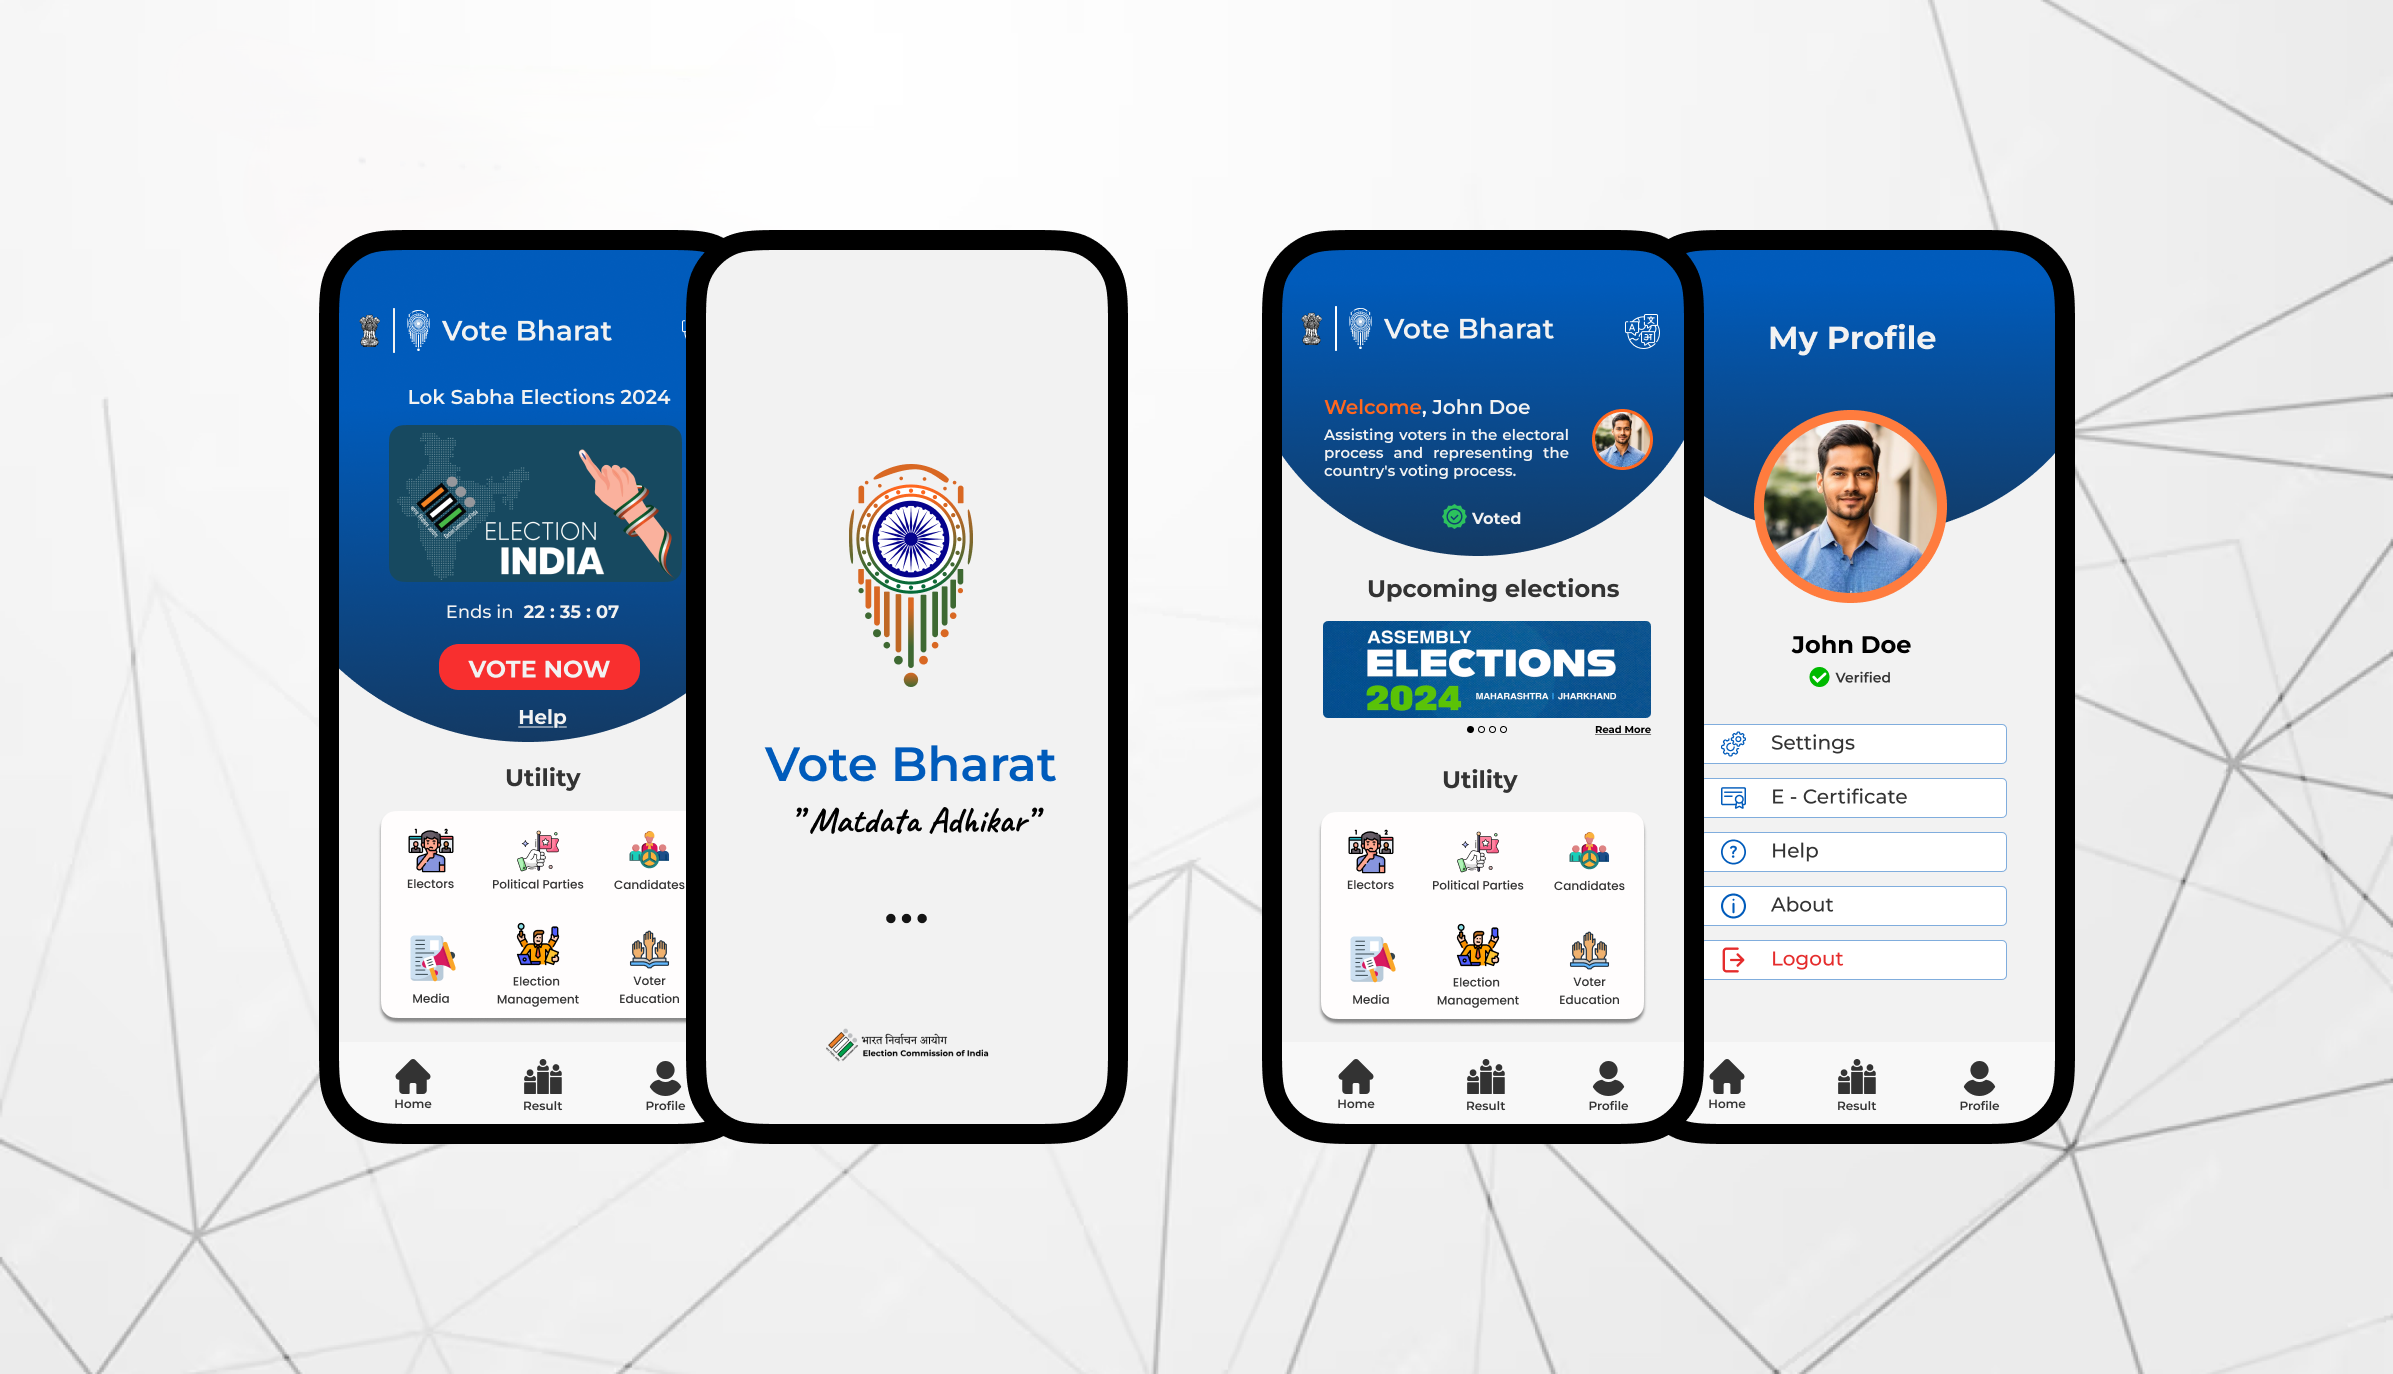 Vote Bharat
Lok Sabha Elections 2024
ELECTION
INDIA
Ends in 22 : 35 : 07
VOTE NOW
Help
Utility
1 2
Electors
Political Parties
Candidates
Media
Election
Management
Voter
Education
Home
Result
Profile
Vote Bharat
"Matdata Adhikar"
भारत निर्वाचन आयोग
Election Commission of India
Vote Bharat
Welcome, John Doe
Assisting voters in the electoral
process and representing the
country's voting process.
Voted
Upcoming elections
ASSEMBLY
ELECTIONS
2024 MAHARASHTRA | JHARKHAND
Read More
Utility
1 2
Electors
Political Parties
Candidates
Media
Election
Management
Voter
Education
Home
Result
Profile
My Profile
John Doe
Verified
Settings
E - Certificate
Help
About
Logout
Home
Result
Profile